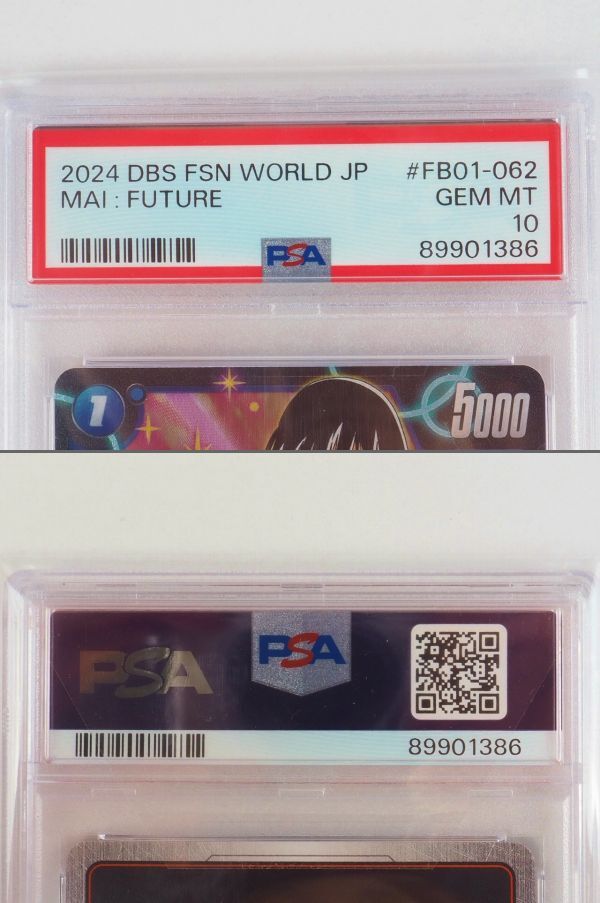 2024 DBS FSN WORLD JP #FB01-062
MAI : FUTURE GEM MT
10
PSA 89901386
1 5000
PSA PSA
89901386